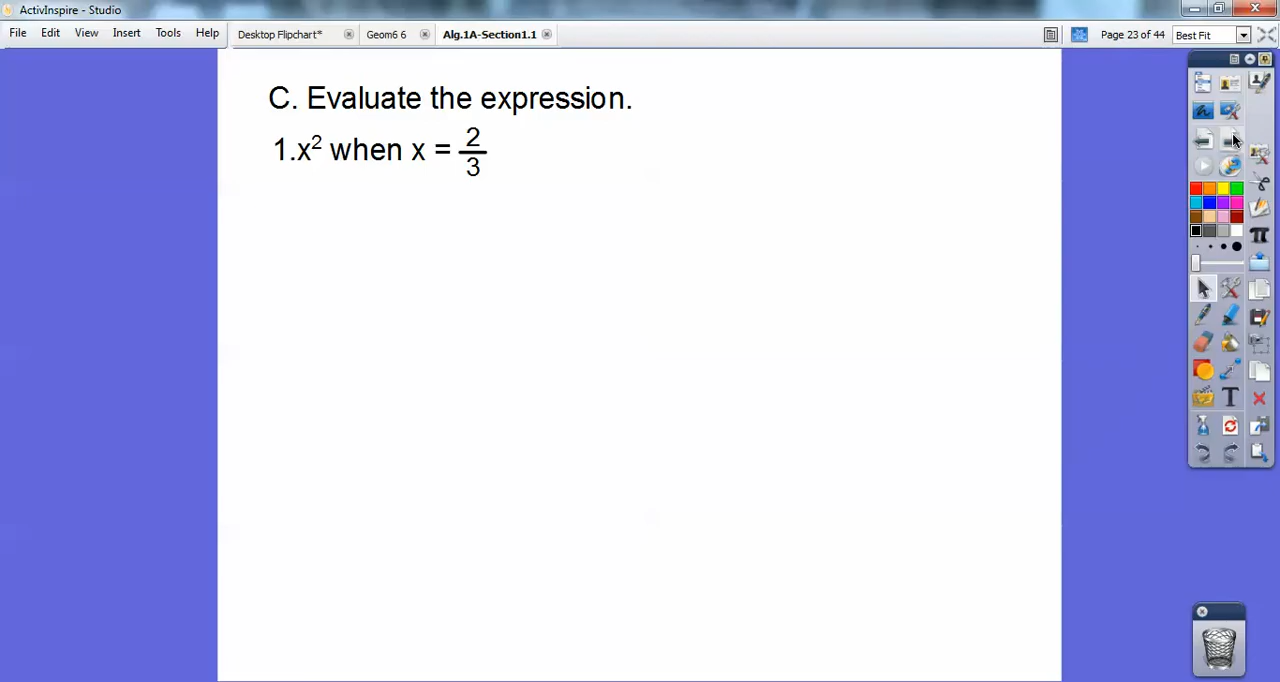 ActivInspire - Studio
File Edit View Insert Tools Help Desktop Flipchart* Geom6 6 Alg.1A-Section1.1 Page 23 of 44 Best Fit
C. Evaluate the expression.
1.x² when x = 2/3